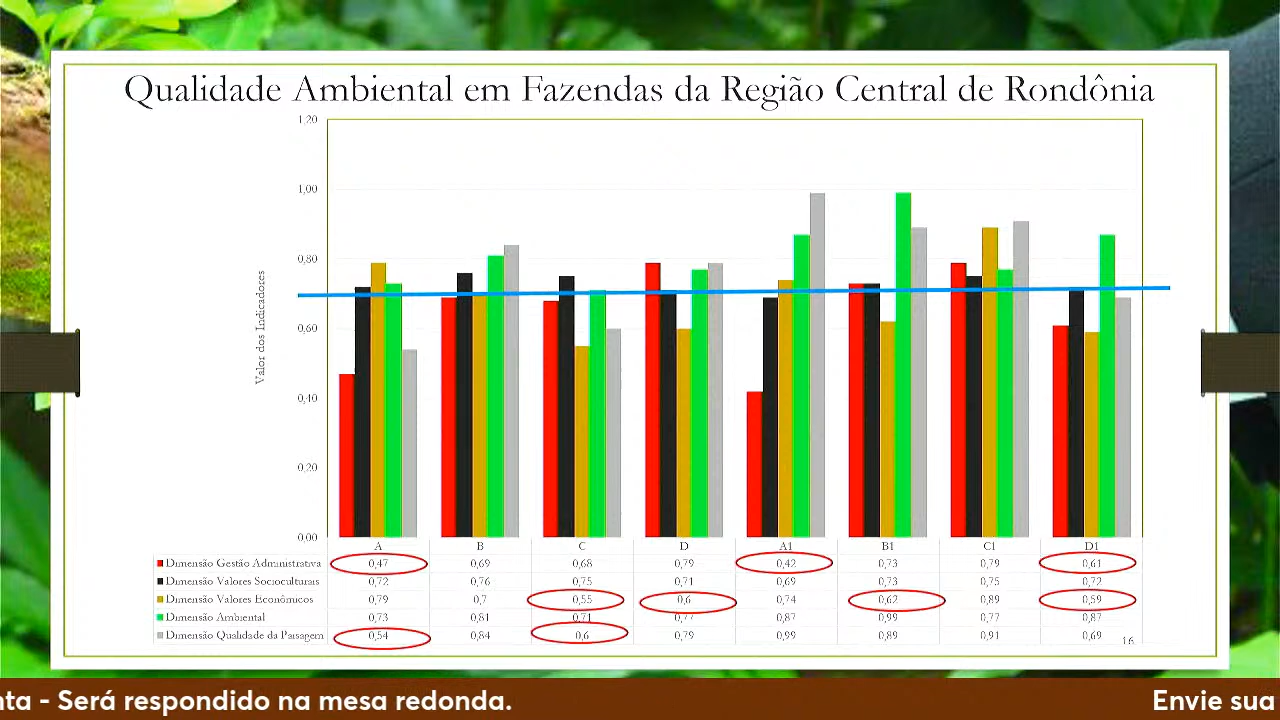 Qualidade Ambiental em Fazendas da Região Central de Rondônia
1,20
1,00
0,80
0,60
0,40
0,20
0,00
Valor dos Indicadores
A B C D A1 B1 C1 D1
Dimensão Gestão Admnistrativa 0,47 0,69 0,68 0,79 0,42 0,73 0,79 0,61
Dimensão Valores Socioculturais 0,72 0,76 0,75 0,71 0,69 0,73 0,75 0,72
Dimensão Valores Econômicos 0,79 0,7 0,55 0,6 0,74 0,62 0,89 0,59
Dimensão Ambiental 0,73 0,81 0,71 0,77 0,87 0,99 0,77 0,87
Dimensão Qualidade da Paisagem 0,54 0,84 0,6 0,79 0,99 0,89 0,91 0,69
16
nta - Será respondido na mesa redonda. Envie sua